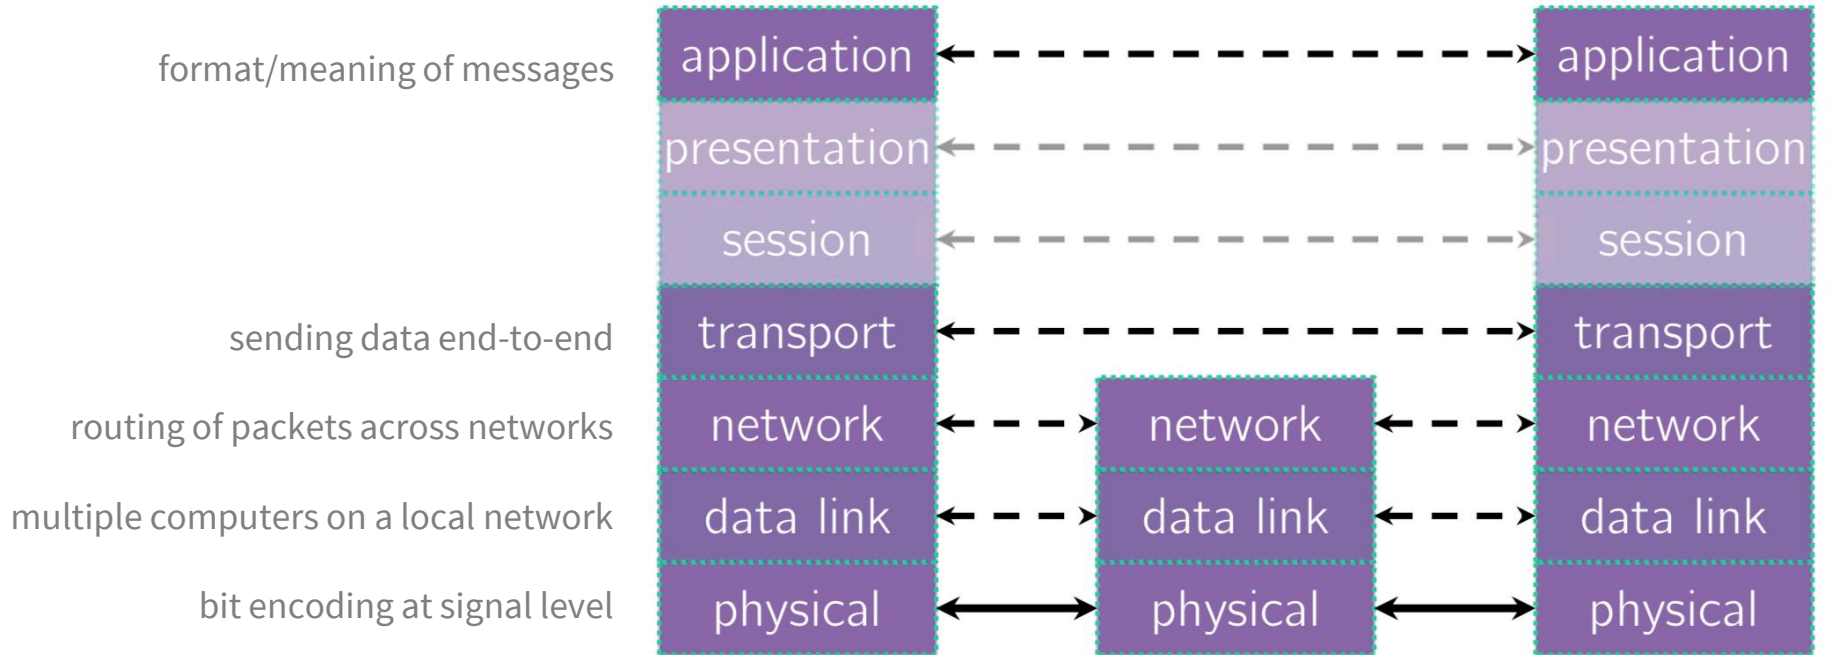 format/meaning of messages application application
presentation presentation
session session
sending data end-to-end transport transport
routing of packets across networks network network network
multiple computers on a local network data link data link data link
bit encoding at signal level physical physical physical